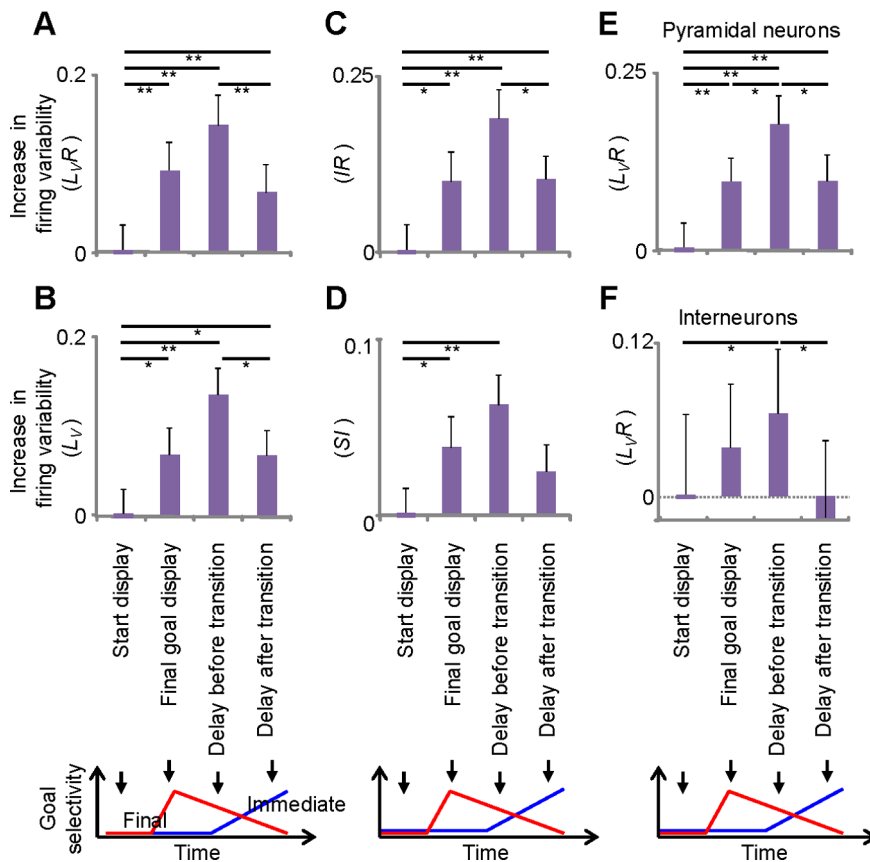 A
**
**
**
**
**
0.2
0
Increase in
firing variability
(LVR)
C
**
**
*
*
0.25
0
(IR)
E
Pyramidal neurons
**
**
**
*
*
0.25
0
(LVR)
B
*
*
**
*
*
0.2
0
Increase in
firing variability
(LV)
D
**
*
0.1
0
(SI)
F
Interneurons
*
*
0.12
0
(LVR)
Start display
Final goal display
Delay before transition
Delay after transition
Start display
Final goal display
Delay before transition
Delay after transition
Start display
Final goal display
Delay before transition
Delay after transition
Goal
selectivity
Final
Immediate
Time
Time
Time